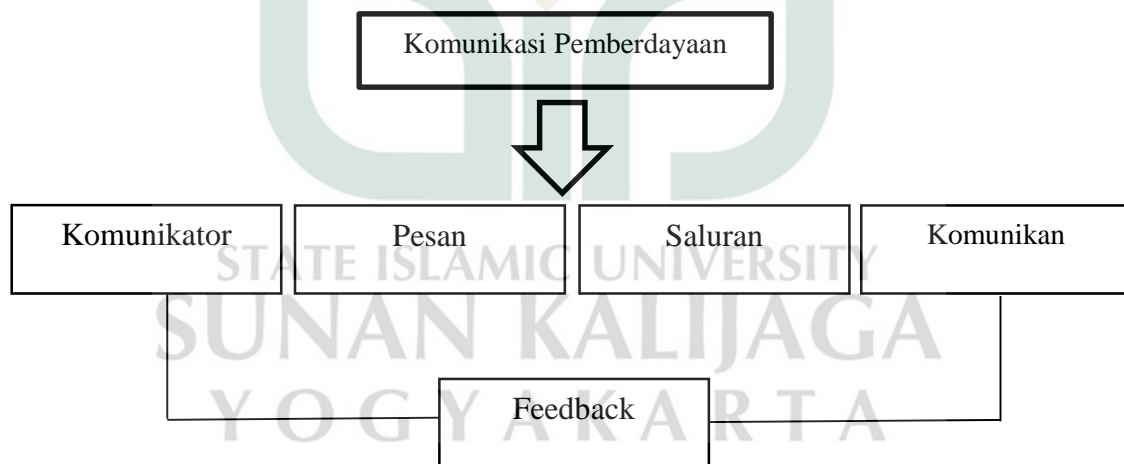 Komunikasi Pemberdayaan
Komunikator
Pesan
Saluran
Komunikan
STATE ISLAMIC UNIVERSITY
SUNAN KALIJAGA
YOGYAKARTA
Feedback